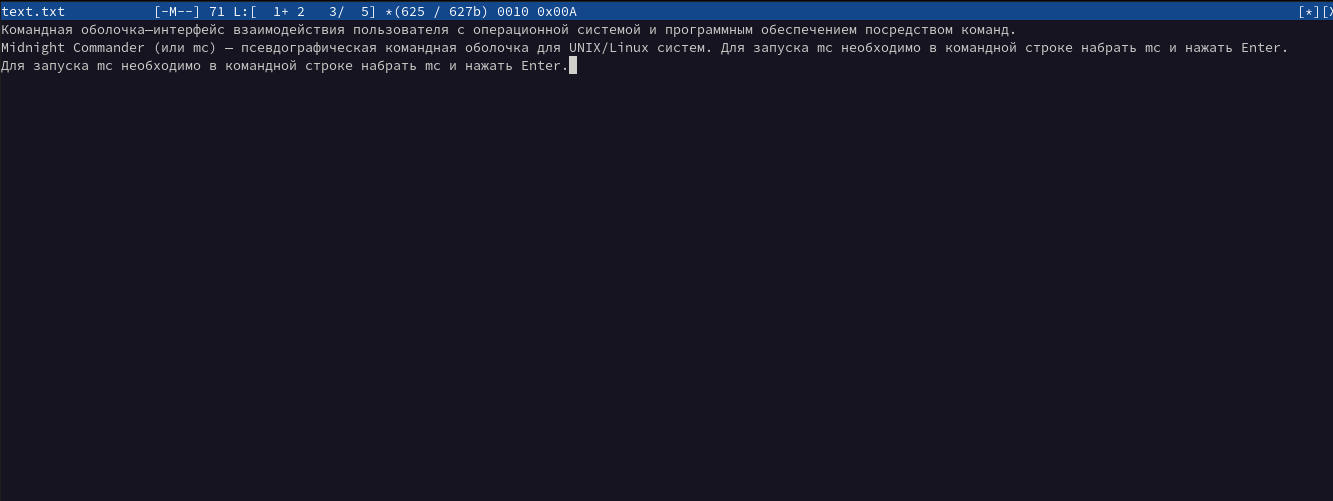 text.txt [-M--] 71 L:[ 1+ 2 3/ 5] *(625 / 627b) 0010 0x00A [*][X
Командная оболочка—интерфейс взаимодействия пользователя с операционной системой и программным обеспечением посредством команд.
Midnight Commander (или mc) — псевдографическая командная оболочка для UNIX/Linux систем. Для запуска mc необходимо в командной строке набрать mc и нажать Enter.
Для запуска mc необходимо в командной строке набрать mc и нажать Enter.